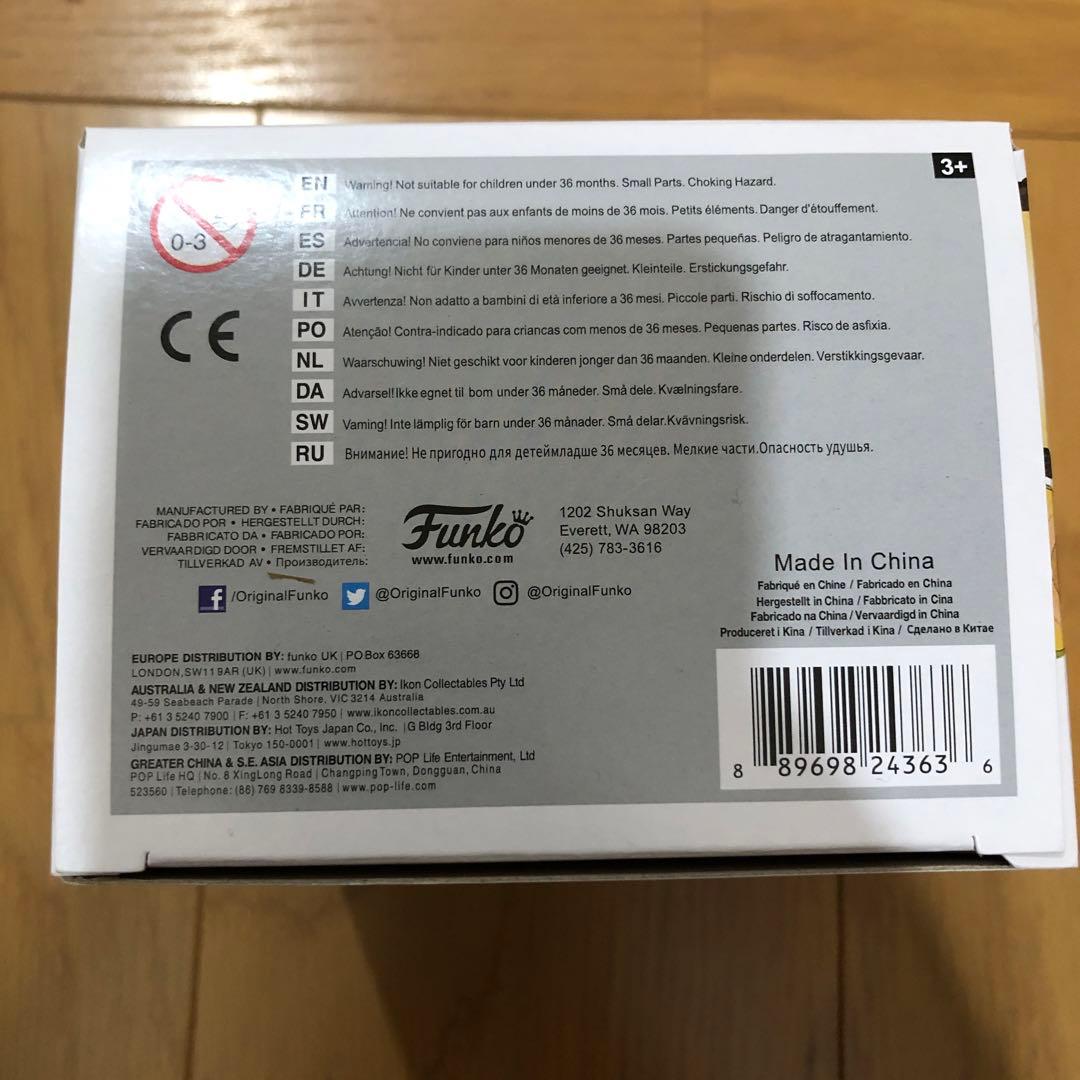 3+
0-3
EN Warning! Not suitable for children under 36 months. Small Parts. Choking Hazard.
FR Attention! Ne convient pas aux enfants de moins de 36 mois. Petits éléments. Danger d'étouffement.
ES Advertencia! No conviene para niños menores de 36 meses. Partes pequeñas. Peligro de atragantamiento.
DE Achtung! Nicht für Kinder unter 36 Monaten geeignet. Kleinteile. Erstickungsgefahr.
IT Avvertenza! Non adatto a bambini di età inferiore a 36 mesi. Piccole parti. Rischio di soffocamento.
PO Atenção! Contra-indicado para criancas com menos de 36 meses. Pequenas partes. Risco de asfixia.
NL Waarschuwing! Niet geschikt voor kinderen jonger dan 36 maanden. Kleine onderdelen. Verstikkingsgevaar.
DA Advarsel!Ikke egnet til bom under 36 måneder. Små dele. Kvælningsfare.
SW Vaming! Inte lämplig för barn under 36 månader. Små delar.Kvävningsrisk.
RU Внимание! Не пригодно для детеймладше 36 месяцев. Мелкие части.Опасность удушья.
CE
MANUFACTURED BY • FABRIQUÉ PAR:
FABRICADO POR • HERGESTELLT DURCH:
FABBRICATO DA • FABRICADO POR:
VERVAARDIGD DOOR • FREMSTILLET AF:
TILLVERKAD AV • Производитель:
Funko
www.funko.com
1202 Shuksan Way
Everett, WA 98203
(425) 783-3616
f /OriginalFunko @OriginalFunko @OriginalFunko
Made In China
Fabriqué en Chine / Fabricado en China
Hergestellt in China / Fabbricato in Cina
Fabricado na China / Vervaardigd in China
Produceret i Kina / Tillverkad i Kina / Сделано в Китае
EUROPE DISTRIBUTION BY: funko UK | PO Box 63668
LONDON,SW11 9AR (UK) | www.funko.com
AUSTRALIA & NEW ZEALAND DISTRIBUTION BY: Ikon Collectables Pty Ltd
49-59 Seabeach Parade | North Shore, VIC 3214 Australia
P: +61 3 5240 7900 | F: +61 3 5240 7950 | www.ikoncollectables.com.au
JAPAN DISTRIBUTION BY: Hot Toys Japan Co., Inc. |G Bldg 3rd Floor
Jingumae 3-30-12 | Tokyo 150-0001 | www.hottoys.jp
GREATER CHINA & S.E. ASIA DISTRIBUTION BY: POP Life Entertainment, Ltd
POP Life HQ | No. 8 XingLong Road | Changping Town, Dongguan, China
523560 | Telephone: (86) 769 8339-8588 | www.pop-life.com
8 89698 24363 6